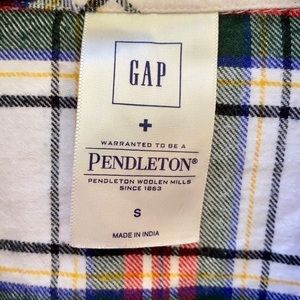 GAP
+
WARRANTED TO BE A
PENDLETON®
PENDLETON WOOLEN MILLS
SINCE 1863
S
MADE IN INDIA